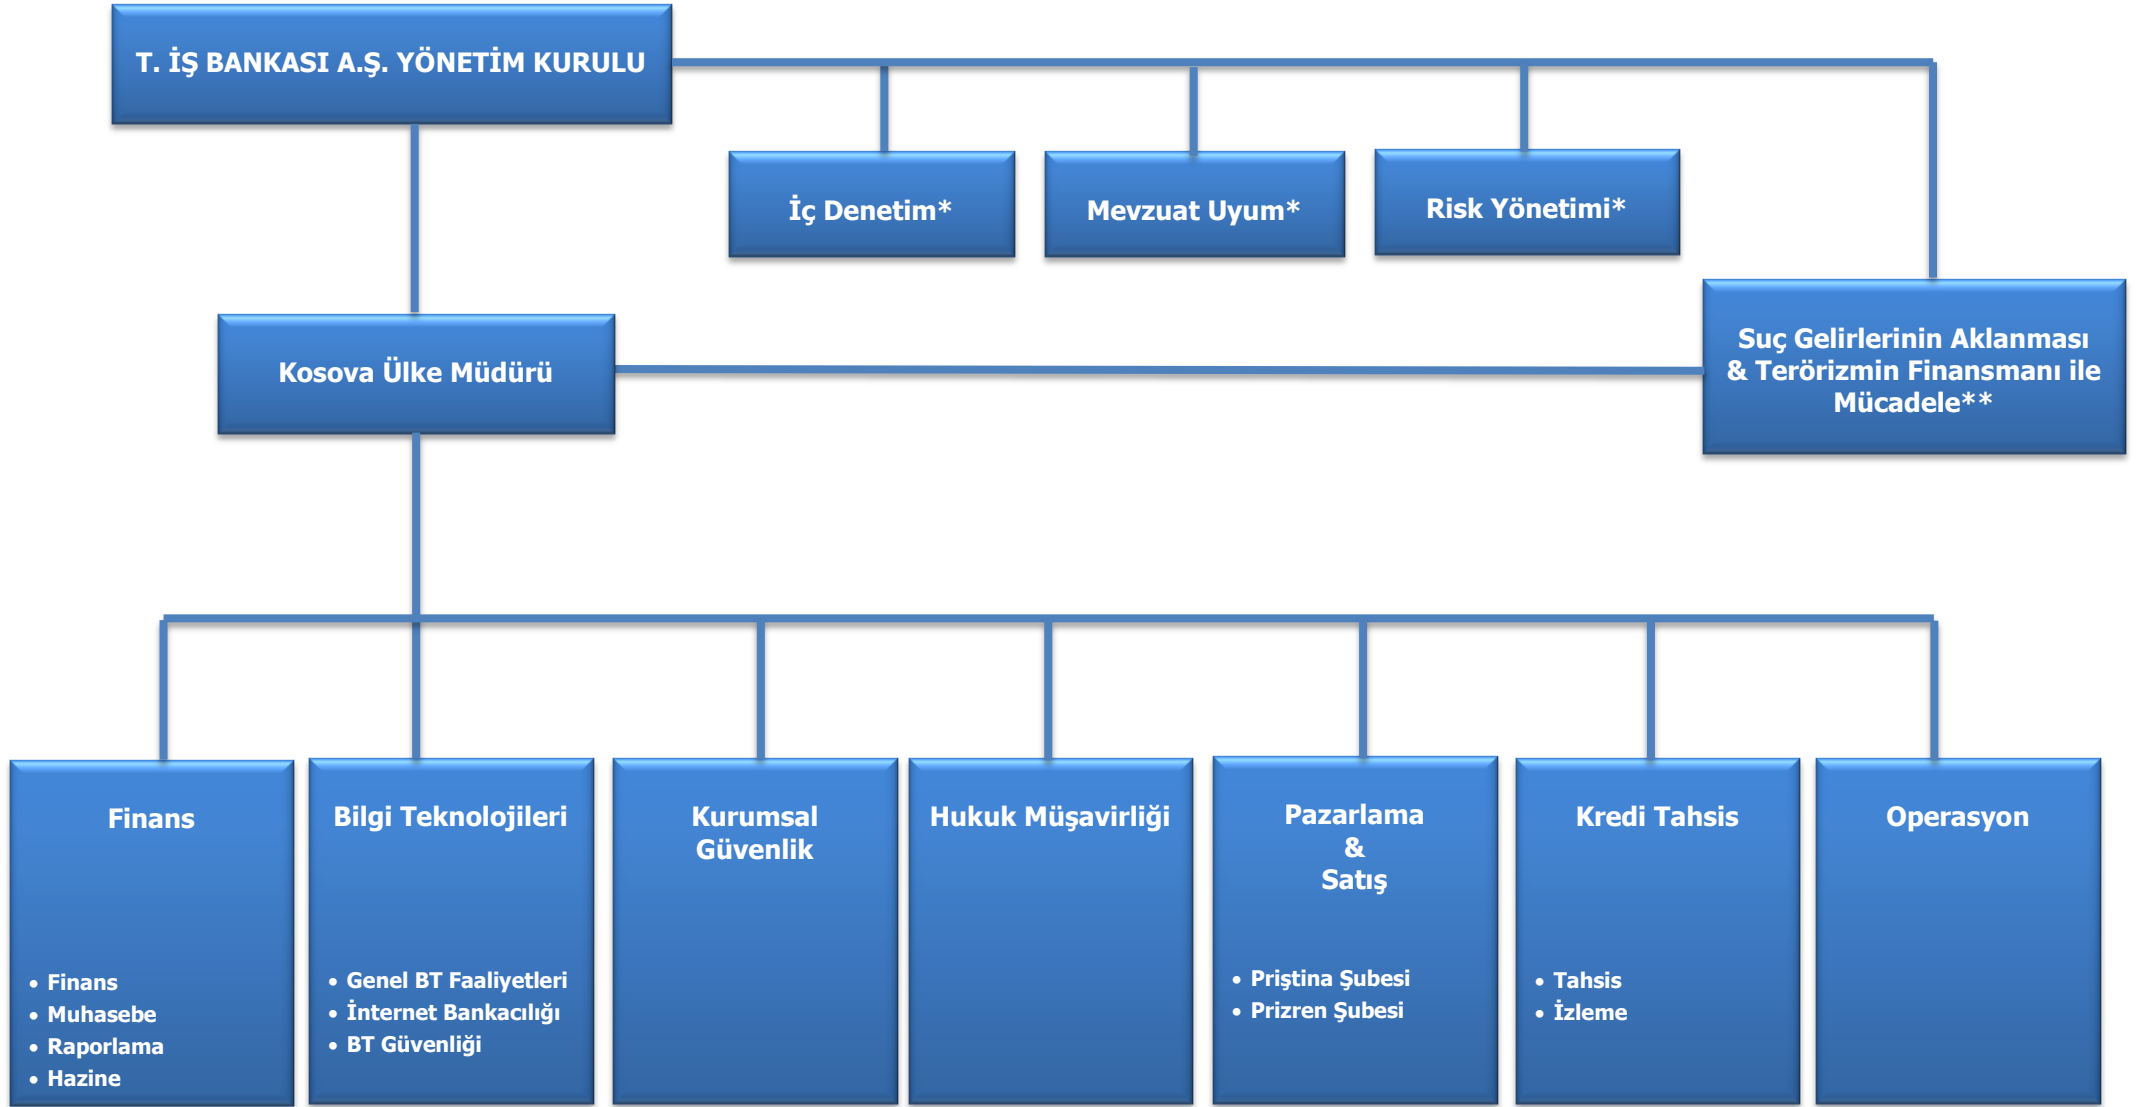 T. İŞ BANKASI A.Ş. YÖNETİM KURULU
İç Denetim*
Mevzuat Uyum*
Risk Yönetimi*
Kosova Ülke Müdürü
Suç Gelirlerinin Aklanması
& Terörizmin Finansmanı ile
Mücadele**
Finans
• Finans
• Muhasebe
• Raporlama
• Hazine
Bilgi Teknolojileri
• Genel BT Faaliyetleri
• İnternet Bankacılığı
• BT Güvenliği
Kurumsal
Güvenlik
Hukuk Müşavirliği
Pazarlama
&
Satış
• Priştina Şubesi
• Prizren Şubesi
Kredi Tahsis
• Tahsis
• İzleme
Operasyon